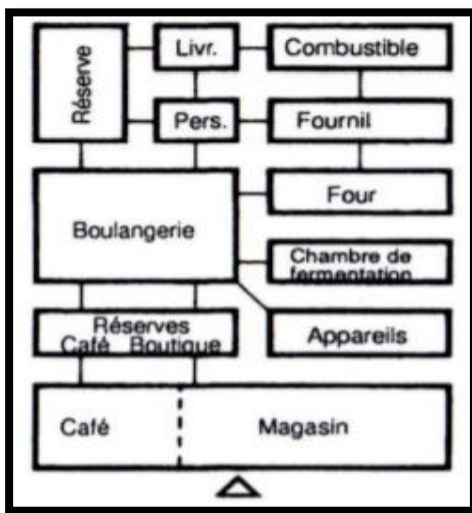 Réserve
Livr.
Combustible
Pers.
Fournil
Boulangerie
Four
Chambre de
fermentation
Réserves
Café Boutique
Appareils
Café
Magasin